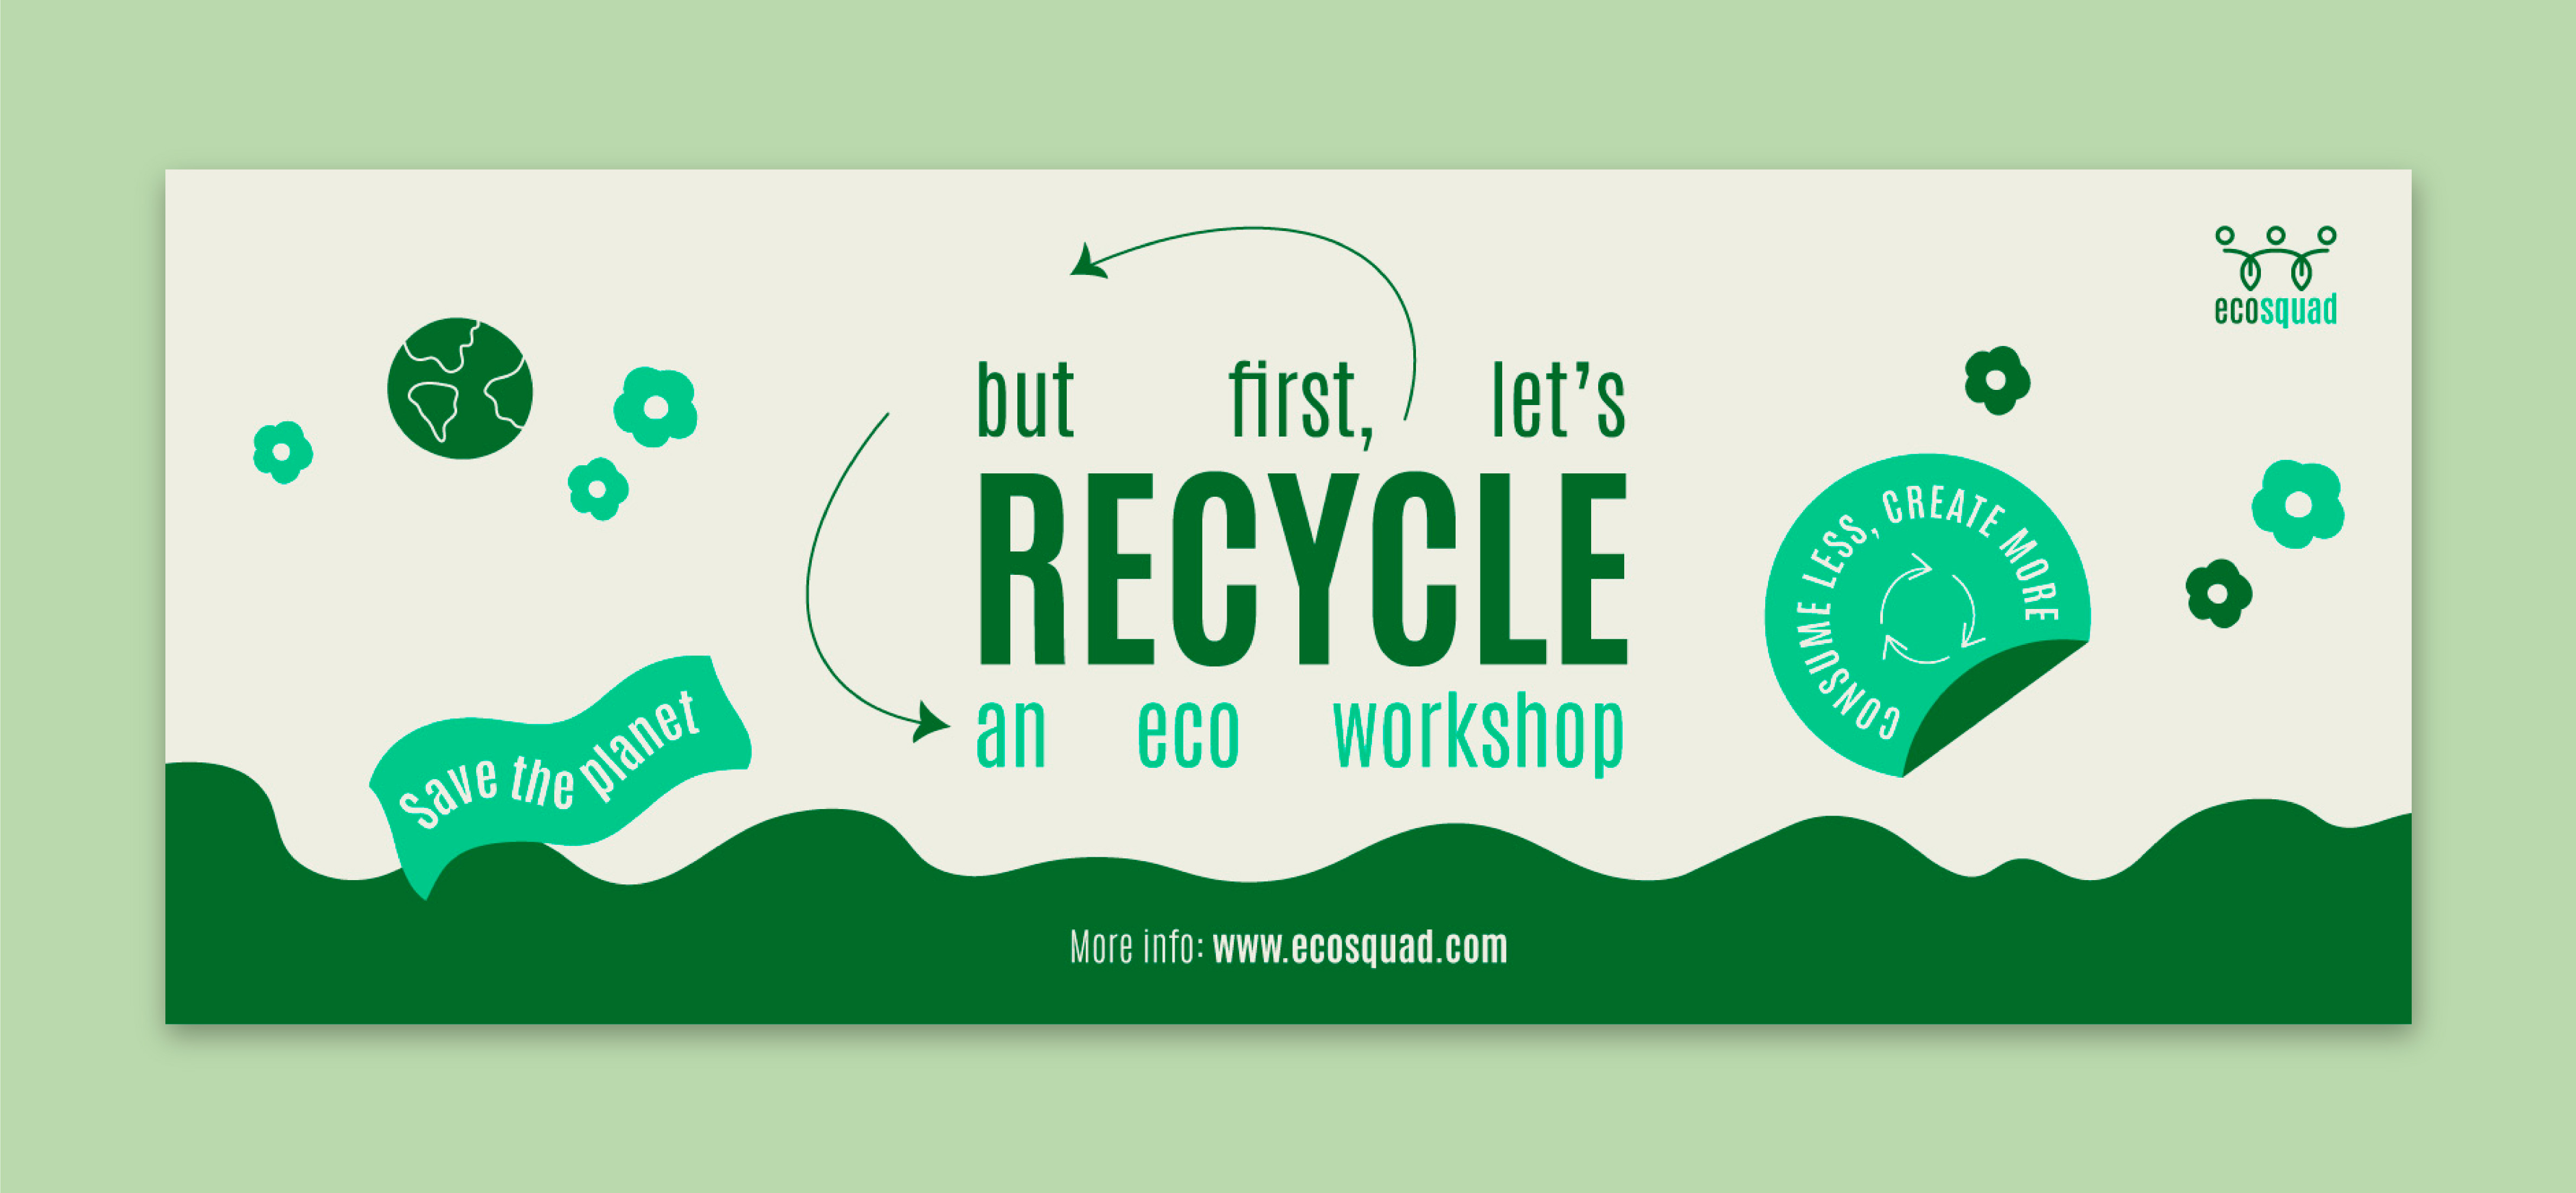 ecosquad
but first, let's
RECYCLE
an eco workshop
CONSUME LESS, CREATE MORE
Save the planet
More info: www.ecosquad.com